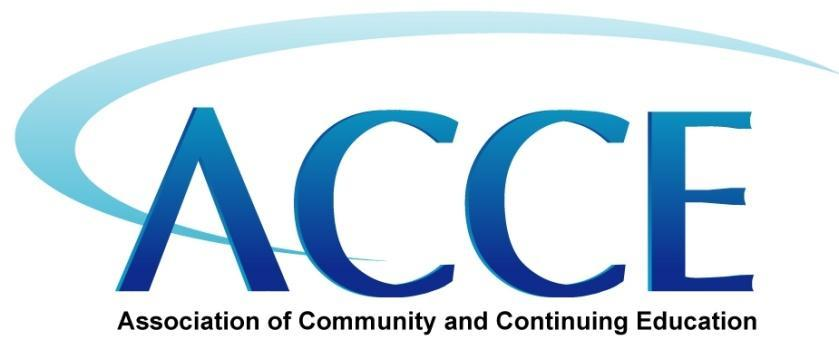 ACCE
Association of Community and Continuing Education